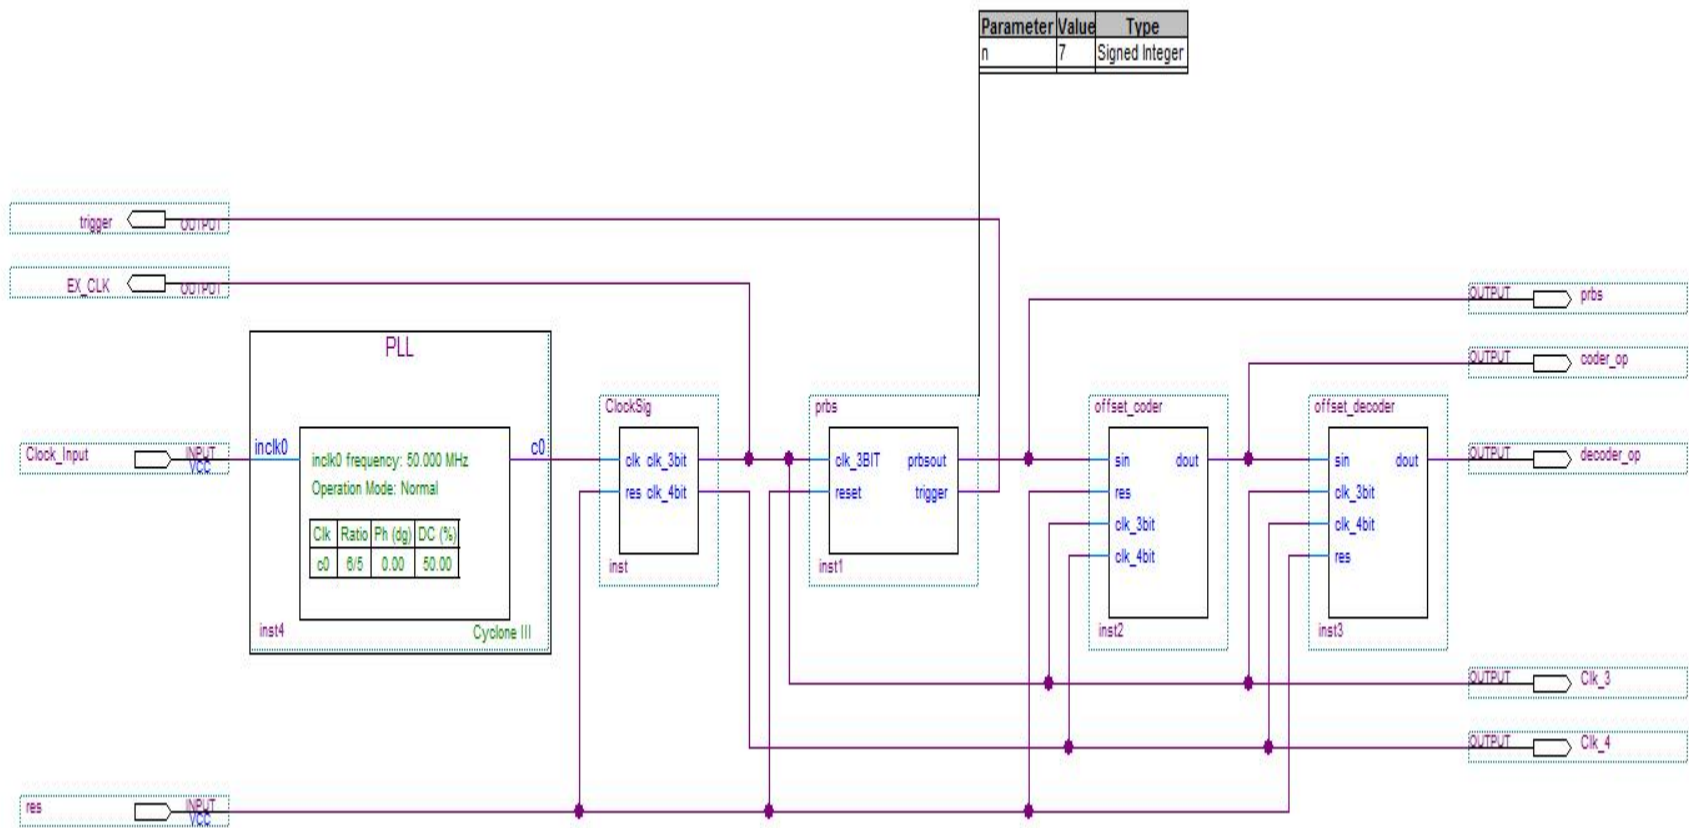 Parameter Value Type
n 7 Signed Integer
trigger OUTPUT
EX_CLK OUTPUT
OUTPUT prbs
OUTPUT coder_op
OUTPUT decoder_op
Clock_Input INPUT
VCC
PLL
inclk0 c0
inclk0 frequency: 50.000 MHz
Operation Mode: Normal
Clk Ratio Ph (dg) DC (%)
c0 6/5 0.00 50.00
inst4 Cyclone III
ClockSig
clk clk_3bit
res clk_4bit
inst
prbs
clk_3BIT prbsout
reset trigger
inst1
offset_coder
sin dout
res
clk_3bit
clk_4bit
inst2
offset_decoder
sin dout
clk_3bit
clk_4bit
res
inst3
OUTPUT Clk_3
OUTPUT Clk_4
res INPUT
VCC